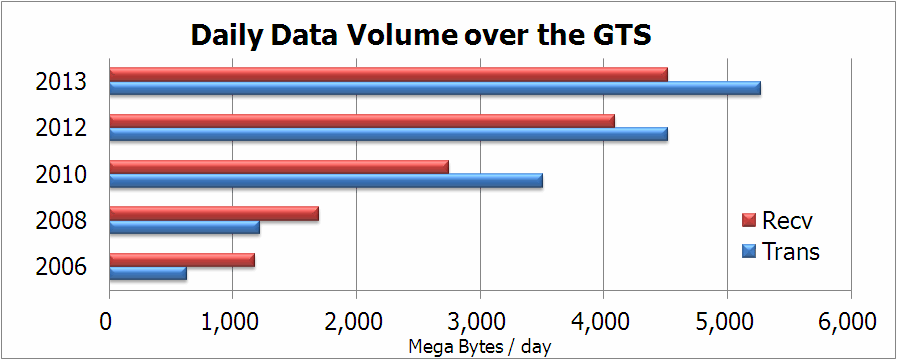 Daily Data Volume over the GTS
2013
2012
2010
2008
2006
Recv
Trans
0 1,000 2,000 3,000 4,000 5,000 6,000
Mega Bytes / day